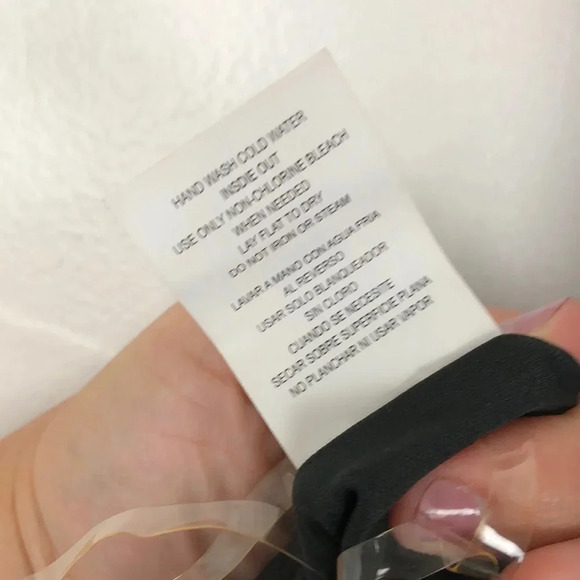 HAND WASH COLD WATER
INSDIE OUT
USE ONLY NON-CHLORINE BLEACH
WHEN NEEDED
LAY FLAT TO DRY
DO NOT IRON OR STEAM
LAVAR A MANO CON AGUA FRIA
AL REVERSO
USAR SOLO BLANQUEADOR
SIN CLORO
CUANDO SE NECESITE
SECAR SOBRE SUPERFICIE PLANA
NO PLANCHAR NI USAR VAPOR